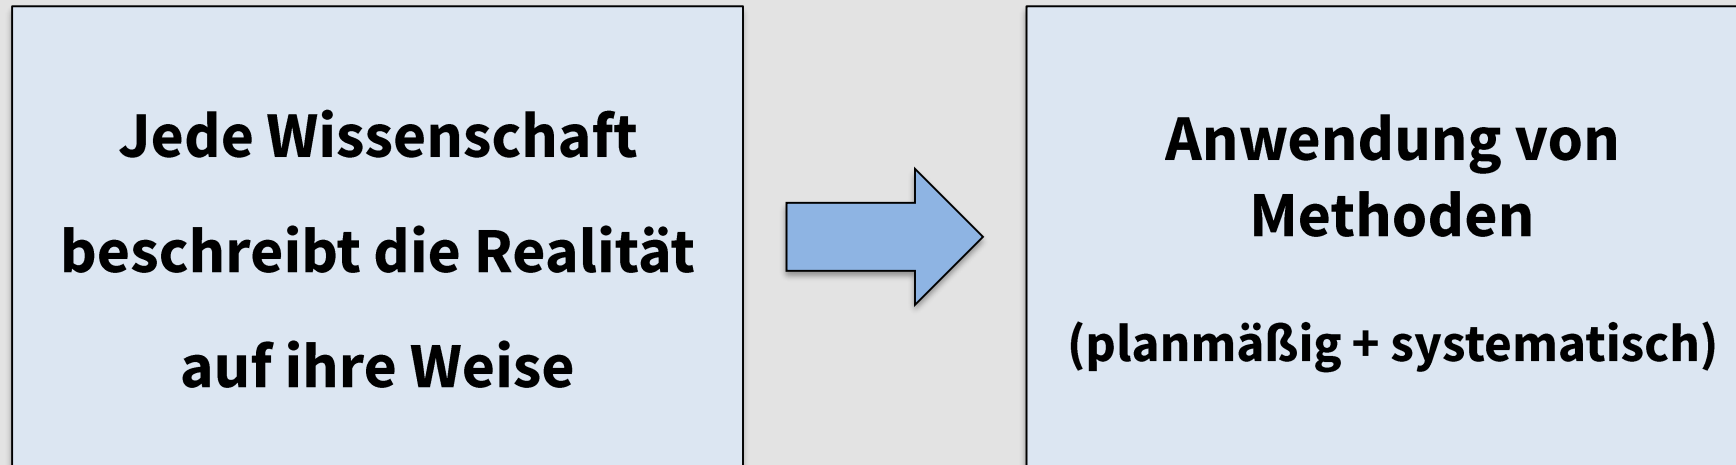 Jede Wissenschaft
beschreibt die Realität
auf ihre Weise
Anwendung von
Methoden
(planmäßig + systematisch)